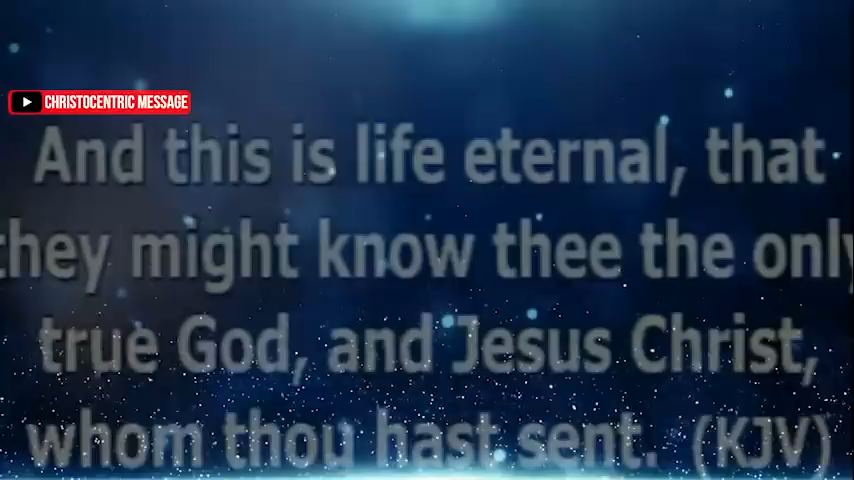 CHRISTOCENTRIC MESSAGE
And this is life eternal, that
they might know thee the only
true God, and Jesus Christ,
whom thou hast sent. (KJV)